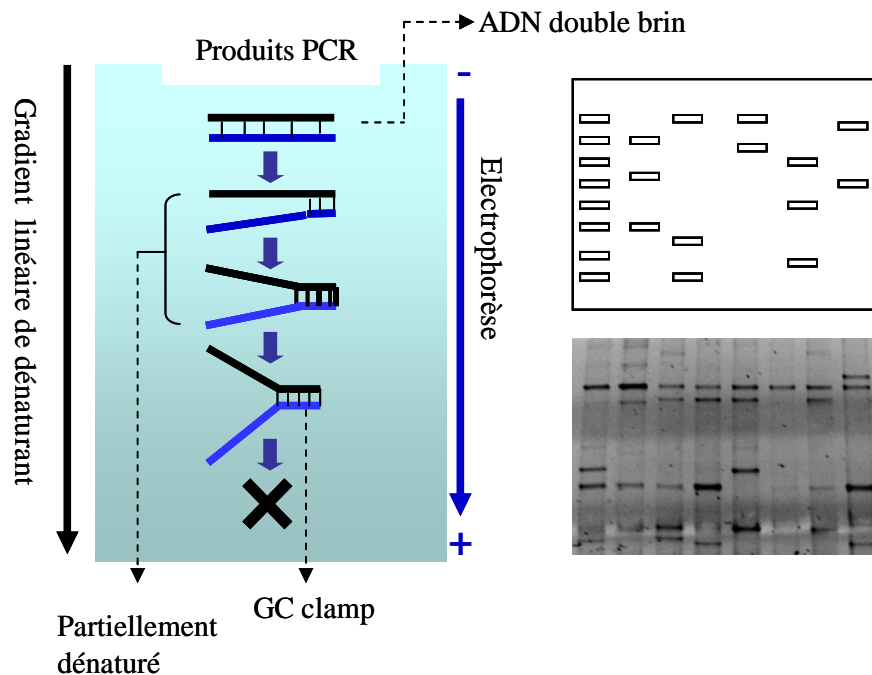 ADN double brin
Produits PCR
-
Gradient linéaire de dénaturant
Electrophorèse
+
GC clamp
Partiellement
dénaturé